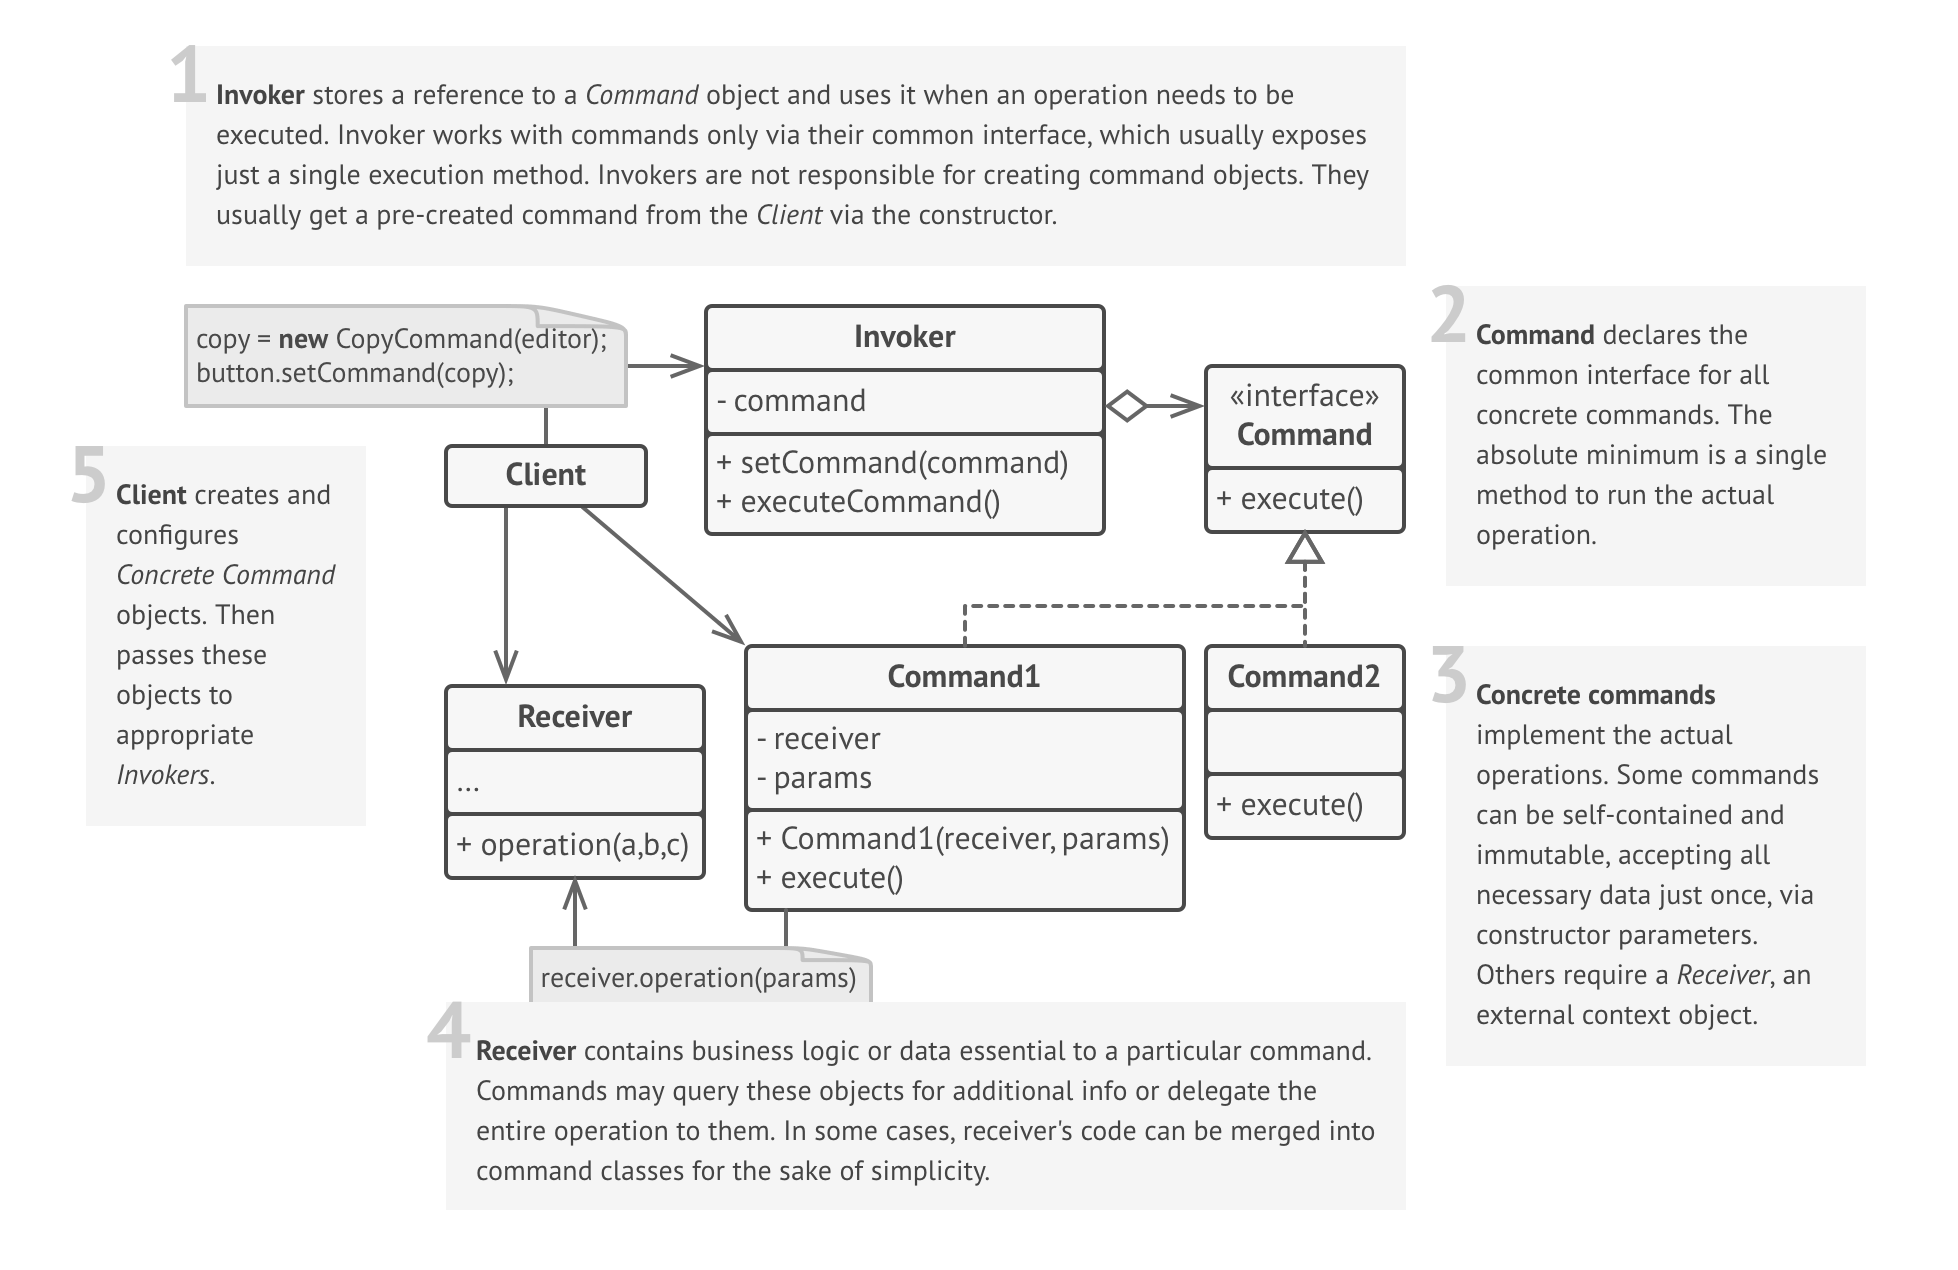 1
Invoker stores a reference to a Command object and uses it when an operation needs to be
executed. Invoker works with commands only via their common interface, which usually exposes
just a single execution method. Invokers are not responsible for creating command objects. They
usually get a pre-created command from the Client via the constructor.
copy = new CopyCommand(editor);
button.setCommand(copy);
Invoker
- command
+ setCommand(command)
+ executeCommand()
«interface»
Command
+ execute()
2
Command declares the
common interface for all
concrete commands. The
absolute minimum is a single
method to run the actual
operation.
5
Client creates and
configures
Concrete Command
objects. Then
passes these
objects to
appropriate
Invokers.
Client
Receiver
...
+ operation(a,b,c)
Command1
- receiver
- params
+ Command1(receiver, params)
+ execute()
Command2
+ execute()
3
Concrete commands
implement the actual
operations. Some commands
can be self-contained and
immutable, accepting all
necessary data just once, via
constructor parameters.
Others require a Receiver, an
external context object.
receiver.operation(params)
4
Receiver contains business logic or data essential to a particular command.
Commands may query these objects for additional info or delegate the
entire operation to them. In some cases, receiver's code can be merged into
command classes for the sake of simplicity.